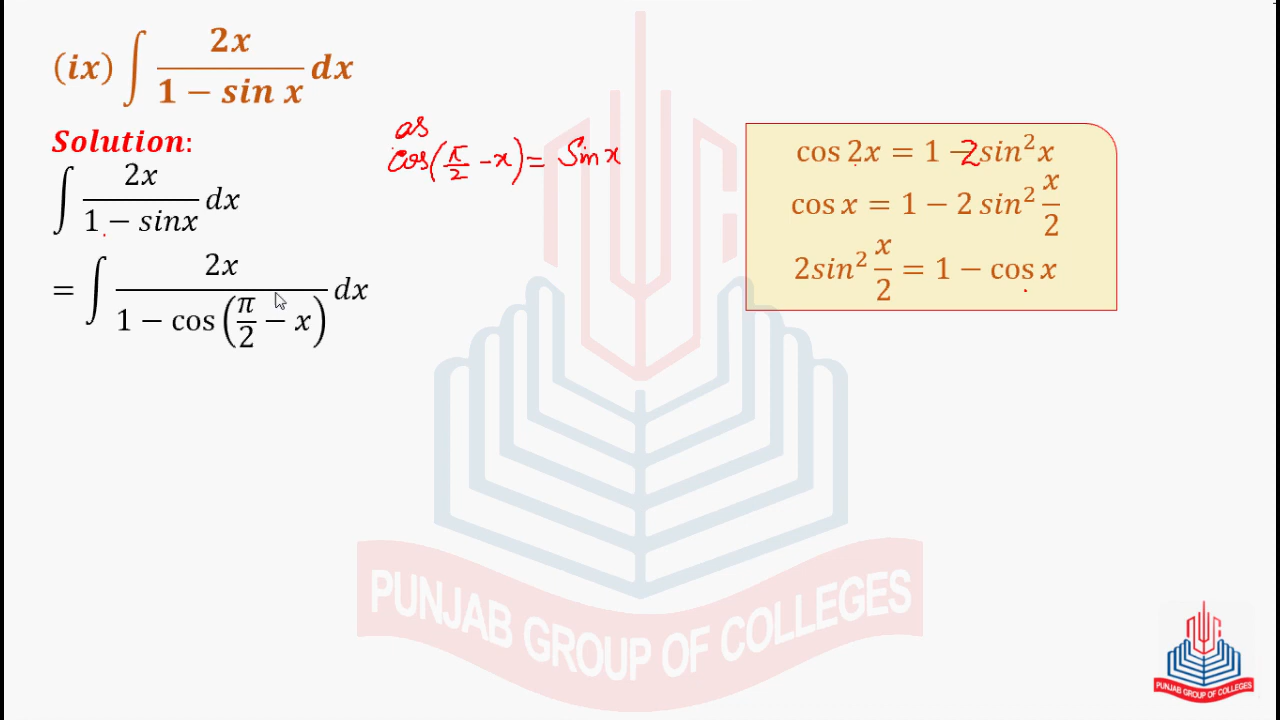 (ix) ∫ 2x / (1 − sin x) dx
Solution:
∫ 2x / (1 − sinx) dx
= ∫ 2x / (1 − cos(π/2 − x)) dx
as
cos(π/2 − x) = Sin x
cos 2x = 1 − 2sin²x
cos x = 1 − 2 sin² x/2
2sin² x/2 = 1 − cos x
PUNJAB GROUP OF COLLEGES
PUNJAB GROUP OF COLLEGES